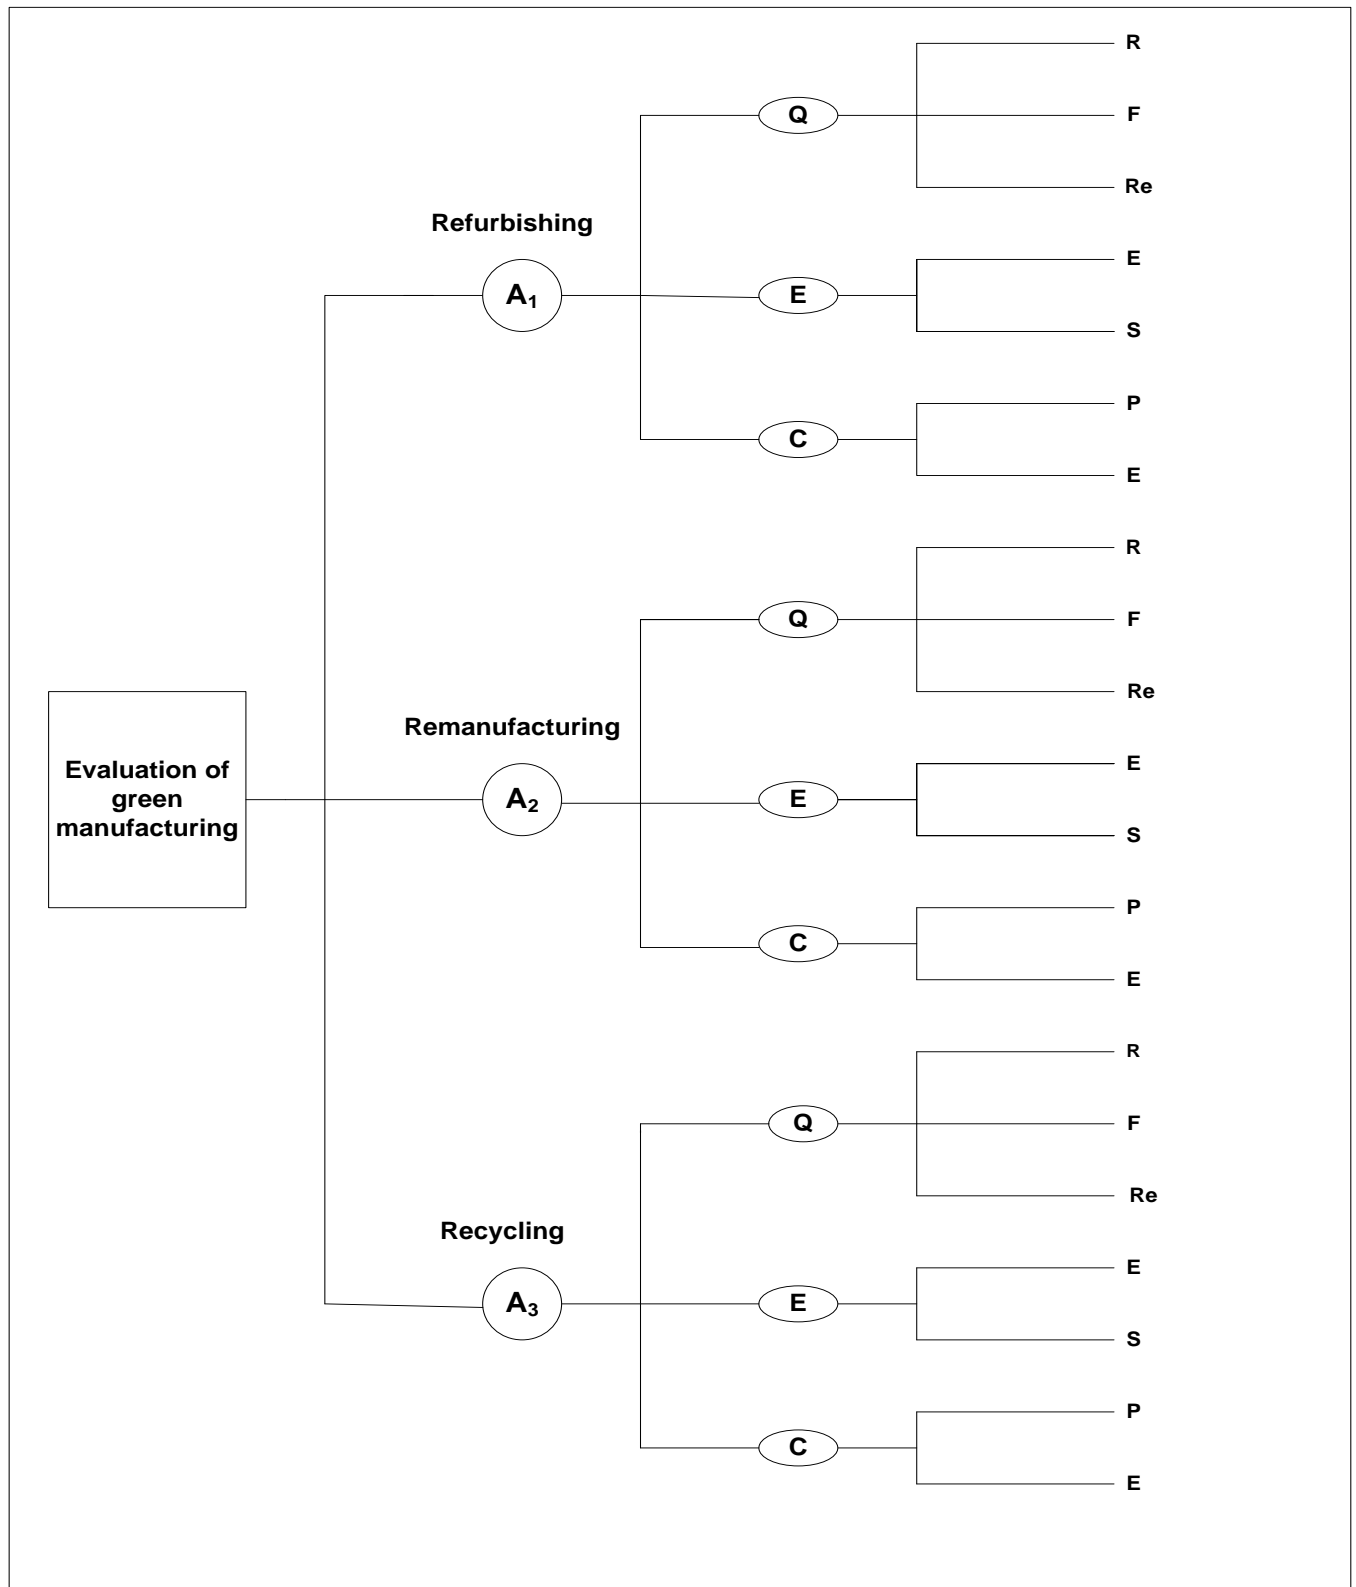 R
Q
F
Re
Refurbishing
A₁
E
E
S
C
P
E
R
Q
F
Re
Remanufacturing
A₂
Evaluation of
green
manufacturing
E
E
S
C
P
E
R
Q
F
Re
Recycling
A₃
E
E
S
C
P
E